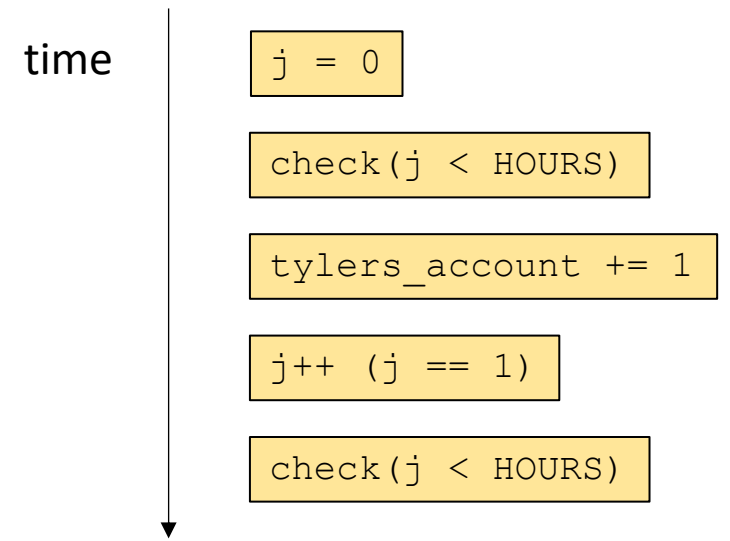 time
j = 0
check(j < HOURS)
tylers_account += 1
j++ (j == 1)
check(j < HOURS)